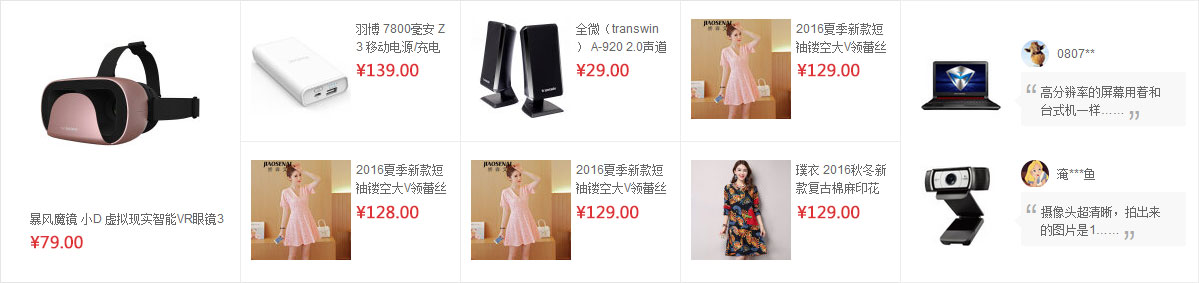 暴风魔镜 小D 虚拟现实智能VR眼镜3
¥79.00
羽博 7800毫安 Z
3 移动电源/充电
¥139.00
全微（transwin
） A-920 2.0声道
¥29.00
JIAOSENAI
2016夏季新款短
袖镂空大V领蕾丝
¥129.00
JIAOSENAI
2016夏季新款短
袖镂空大V领蕾丝
¥128.00
JIAOSENAI
2016夏季新款短
袖镂空大V领蕾丝
¥129.00
璞衣 2016秋冬新
款复古棉麻印花
¥129.00
0807**
“ 高分辨率的屏幕用着和
台式机一样…… ”
淹***鱼
“ 摄像头超清晰，拍出来
的图片是1…… ”